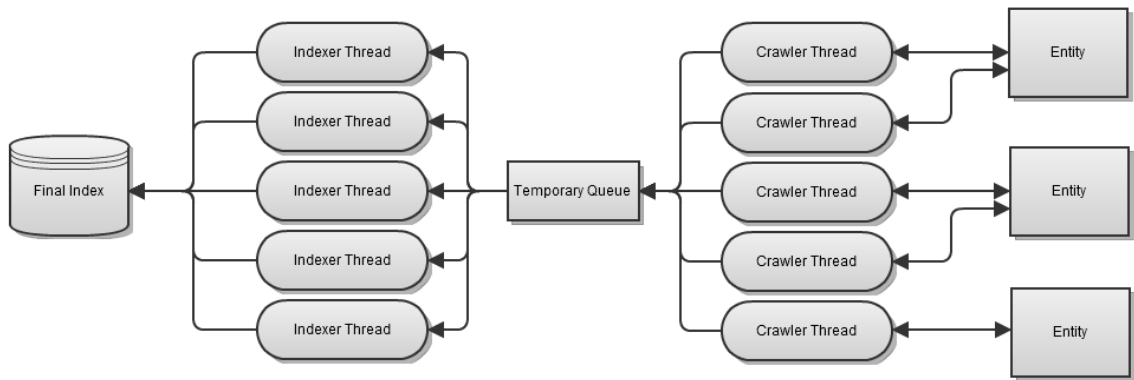 Indexer Thread
Crawler Thread
Entity
Indexer Thread
Crawler Thread
Final Index
Indexer Thread
Temporary Queue
Crawler Thread
Entity
Indexer Thread
Crawler Thread
Indexer Thread
Crawler Thread
Entity